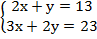 2x + y = 13
3x + 2y = 23